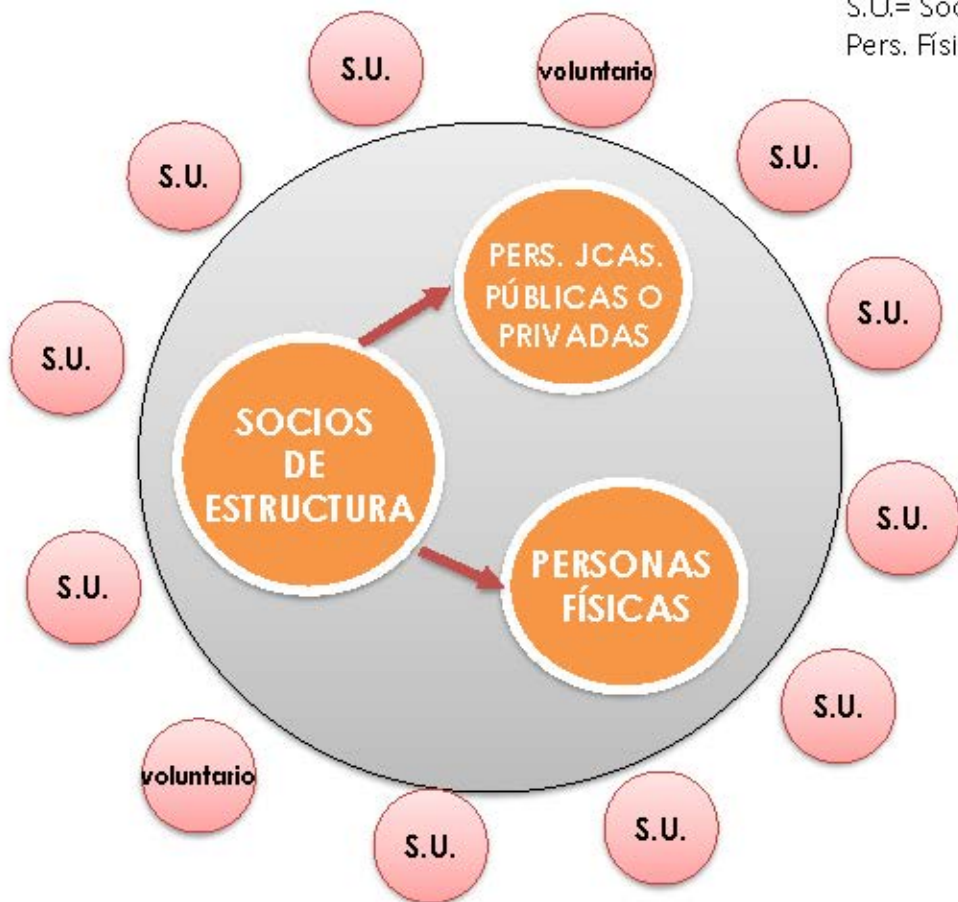 S.U.= Soc
Pers. Físi
S.U.
voluntario
S.U.
S.U.
PERS. JCAS.
PÚBLICAS O
PRIVADAS
S.U.
S.U.
SOCIOS
DE
ESTRUCTURA
S.U.
S.U.
PERSONAS
FÍSICAS
S.U.
voluntario
S.U.
S.U.